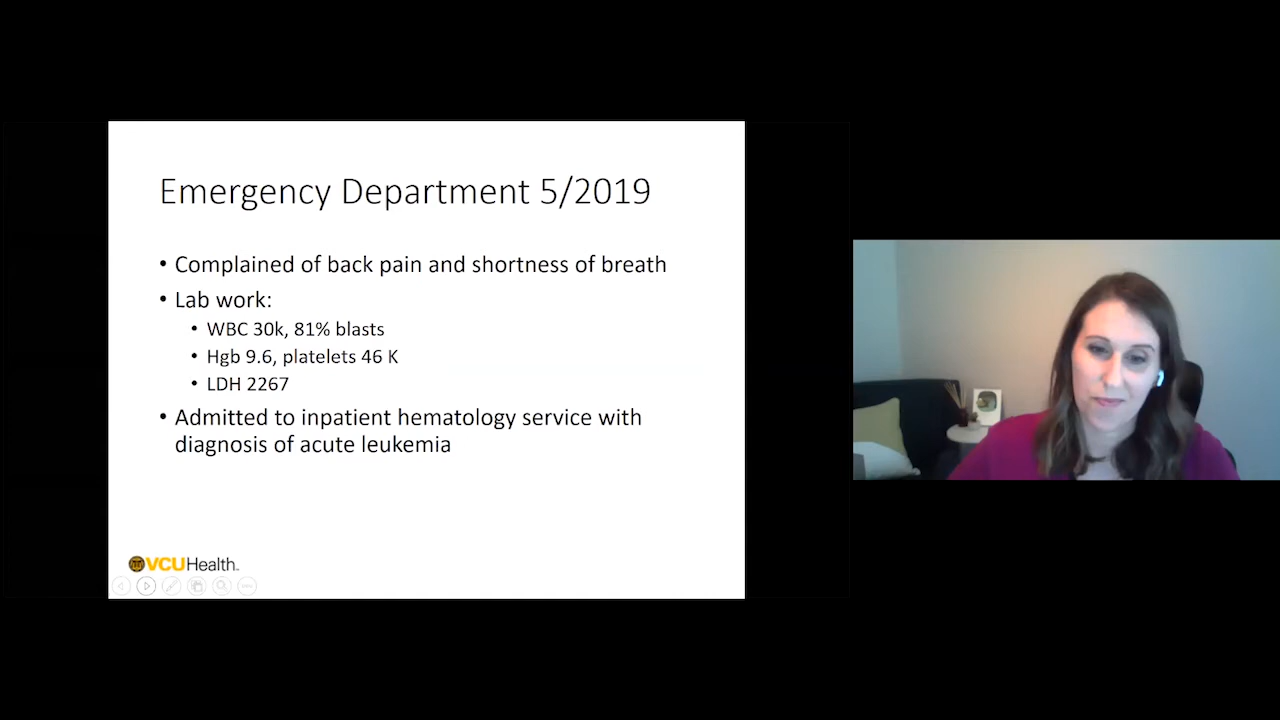 Emergency Department 5/2019
• Complained of back pain and shortness of breath
• Lab work:
• WBC 30k, 81% blasts
• Hgb 9.6, platelets 46 K
• LDH 2267
• Admitted to inpatient hematology service with
diagnosis of acute leukemia
VCUHealth.